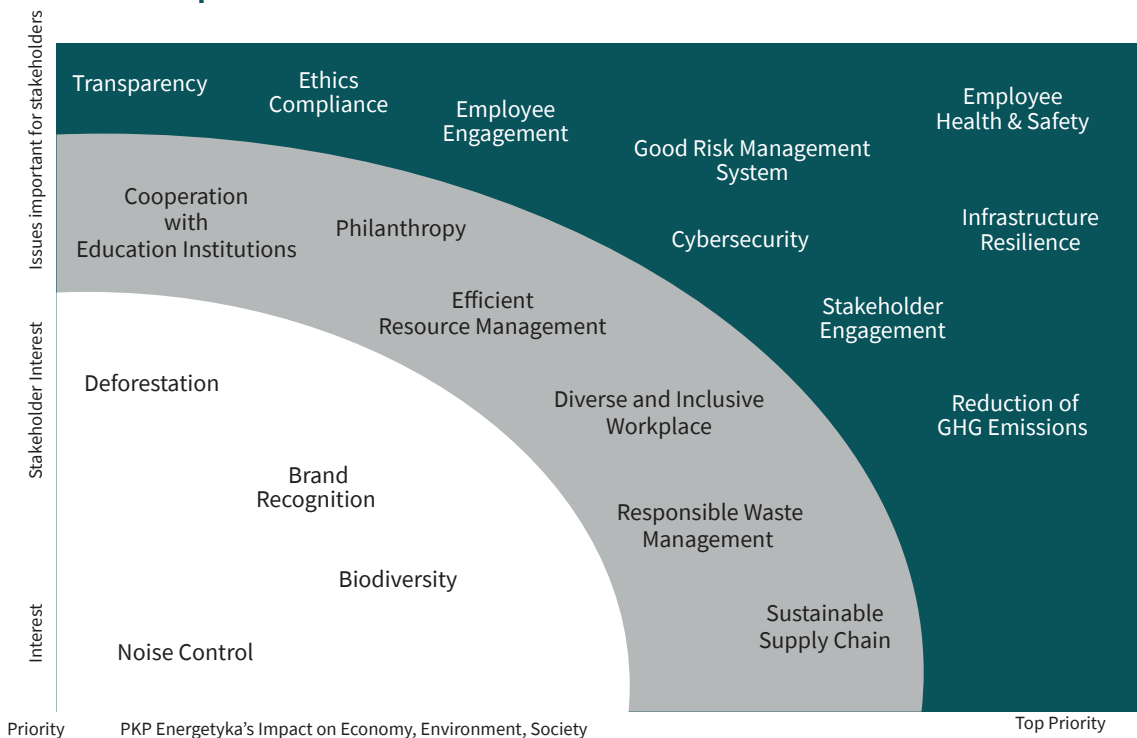 Issues important for stakeholders
Stakeholder Interest
Interest
Transparency
Ethics
Compliance
Employee
Engagement
Good Risk Management
System
Employee
Health & Safety
Cybersecurity
Infrastructure
Resilience
Stakeholder
Engagement
Reduction of
GHG Emissions
Cooperation
with
Education Institutions
Philanthropy
Efficient
Resource Management
Diverse and Inclusive
Workplace
Responsible Waste
Management
Sustainable
Supply Chain
Deforestation
Brand
Recognition
Biodiversity
Noise Control
Priority
PKP Energetyka’s Impact on Economy, Environment, Society
Top Priority